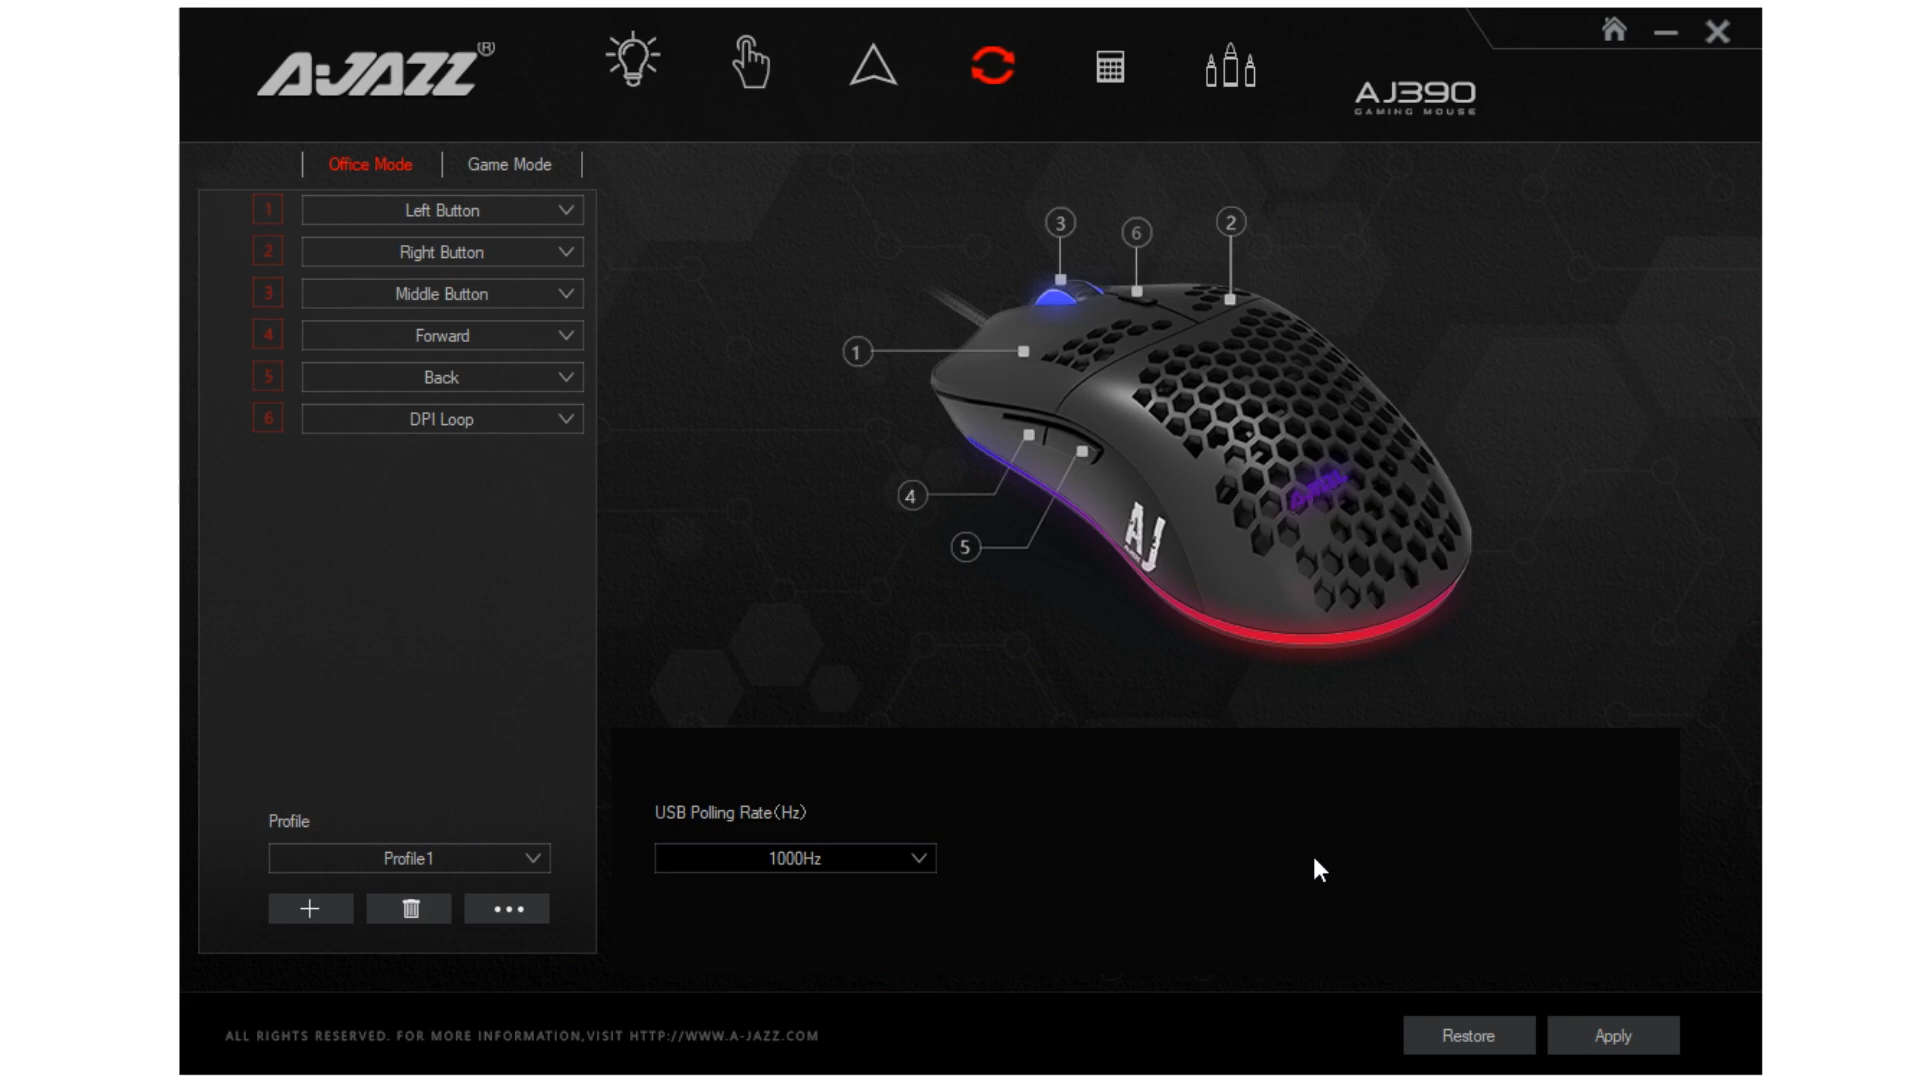 A-JAZZ®
AJ390
GAMING MOUSE
Office Mode
Game Mode
1 Left Button
2 Right Button
3 Middle Button
4 Forward
5 Back
6 DPI Loop
3
6
2
1
4
5
AJ
A-JAZZ
Profile
Profile1
USB Polling Rate(Hz)
1000Hz
ALL RIGHTS RESERVED. FOR MORE INFORMATION,VISIT HTTP://WWW.A-JAZZ.COM
Restore
Apply